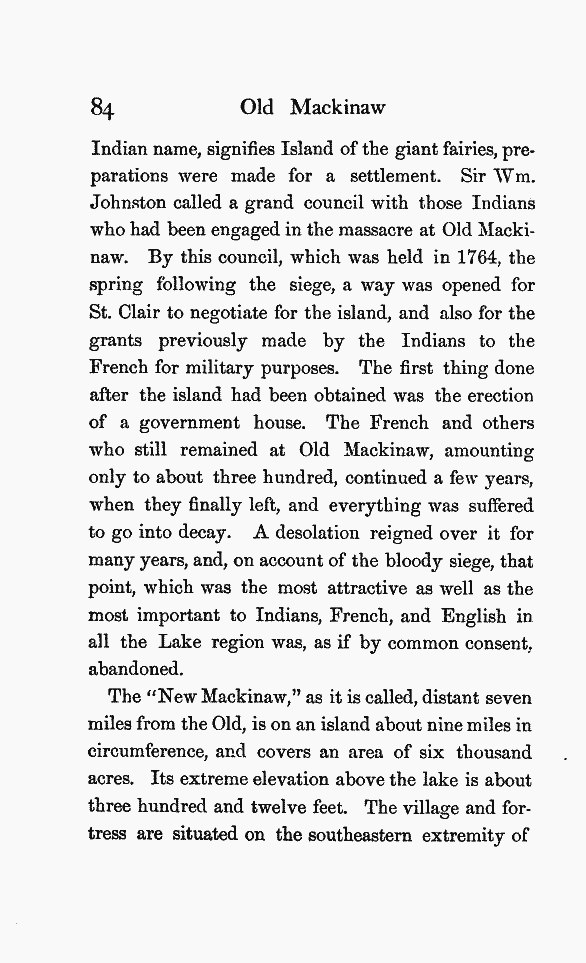 84 Old Mackinaw
Indian name, signifies Island of the giant fairies, pre-
parations were made for a settlement. Sir Wm.
Johnston called a grand council with those Indians
who had been engaged in the massacre at Old Macki-
naw. By this council, which was held in 1764, the
spring following the siege, a way was opened for
St. Clair to negotiate for the island, and also for the
grants previously made by the Indians to the
French for military purposes. The first thing done
after the island had been obtained was the erection
of a government house. The French and others
who still remained at Old Mackinaw, amounting
only to about three hundred, continued a few years,
when they finally left, and everything was suffered
to go into decay. A desolation reigned over it for
many years, and, on account of the bloody siege, that
point, which was the most attractive as well as the
most important to Indians, French, and English in
all the Lake region was, as if by common consent,
abandoned.
The “New Mackinaw,” as it is called, distant seven
miles from the Old, is on an island about nine miles in
circumference, and covers an area of six thousand
acres. Its extreme elevation above the lake is about
three hundred and twelve feet. The village and for-
tress are situated on the southeastern extremity of